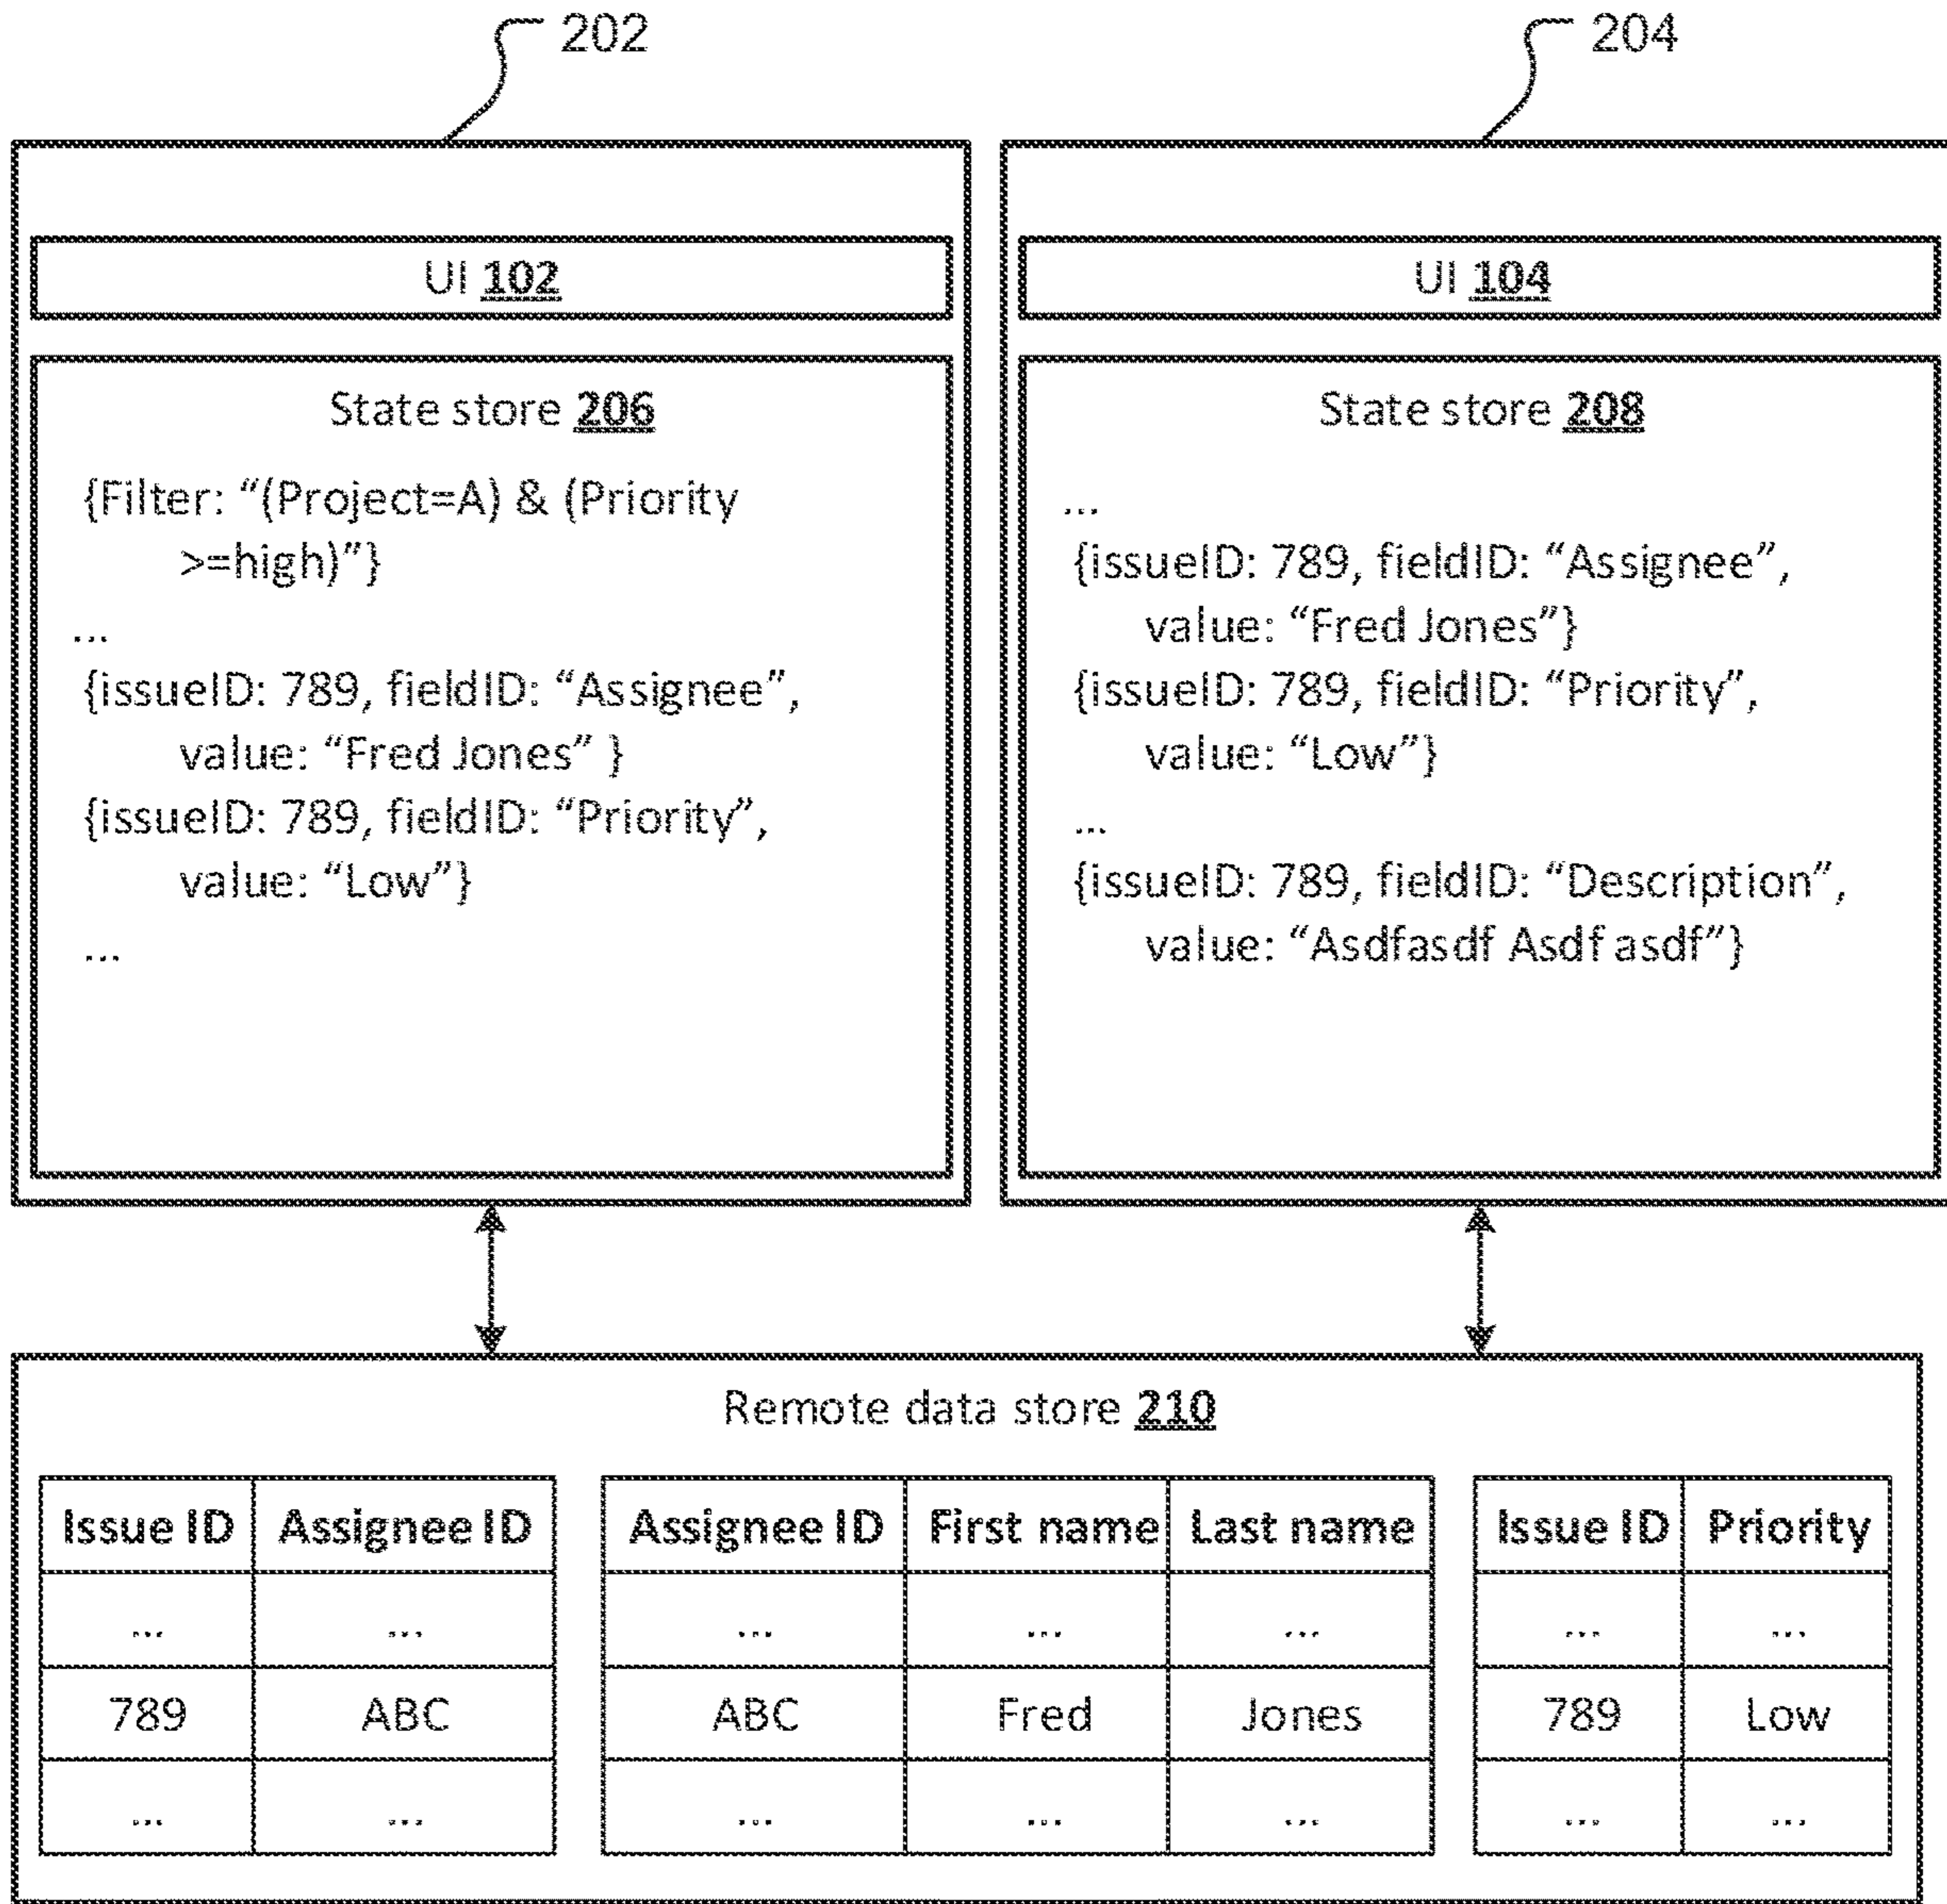 202
204
UI 102
State store 206
{Filter: “(Project=A) & (Priority
>=high)”}
...
{issueID: 789, fieldID: “Assignee”,
value: “Fred Jones” }
{issueID: 789, fieldID: “Priority”,
value: “Low”}
...
UI 104
State store 208
...
{issueID: 789, fieldID: “Assignee”,
value: “Fred Jones”}
{issueID: 789, fieldID: “Priority”,
value: “Low”}
...
{issueID: 789, fieldID: “Description”,
value: “Asdfasdf Asdf asdf”}
Remote data store 210
Issue ID Assignee ID
... ...
789 ABC
... ...
Assignee ID First name Last name
... ... ...
ABC Fred Jones
... ... ...
Issue ID Priority
... ...
789 Low
... ...